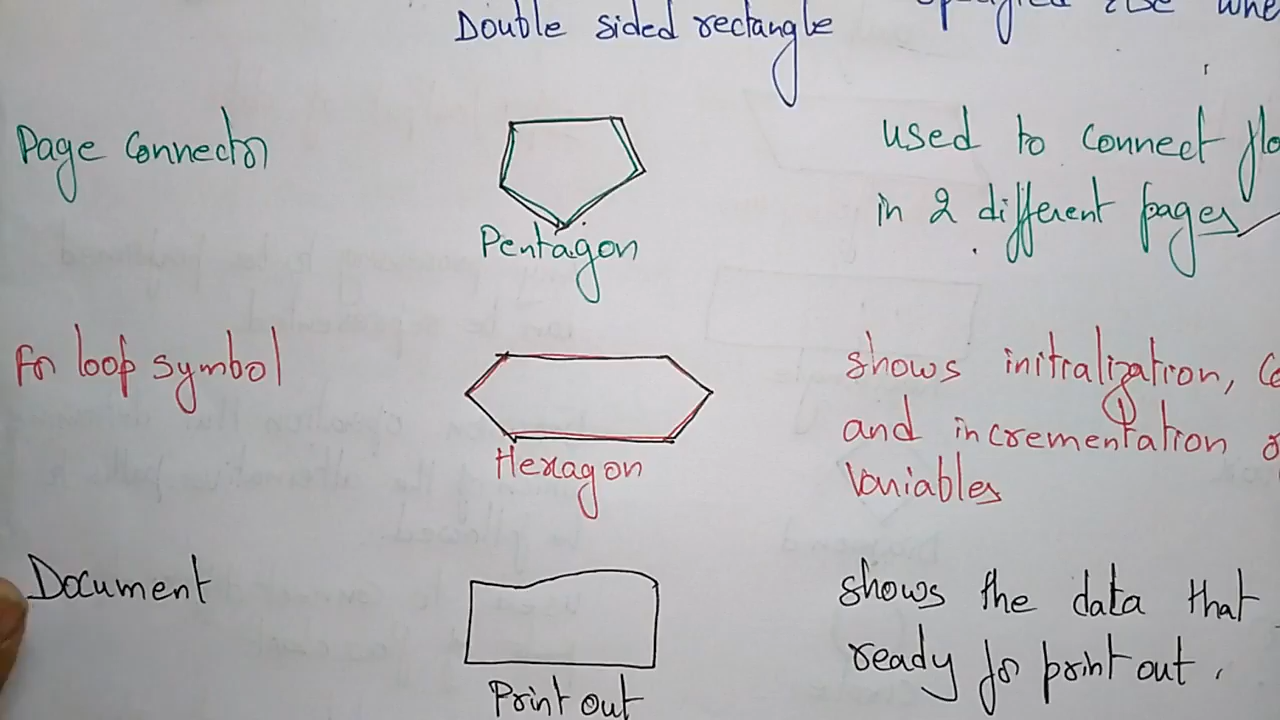 Double sided rectangle
Page Connector
Pentagon
used to connect
in 2 different pages
For loop symbol
Hexagon
shows initralization,
and incrementation
Variables
Document
Print out
shows the data that
ready for print out.